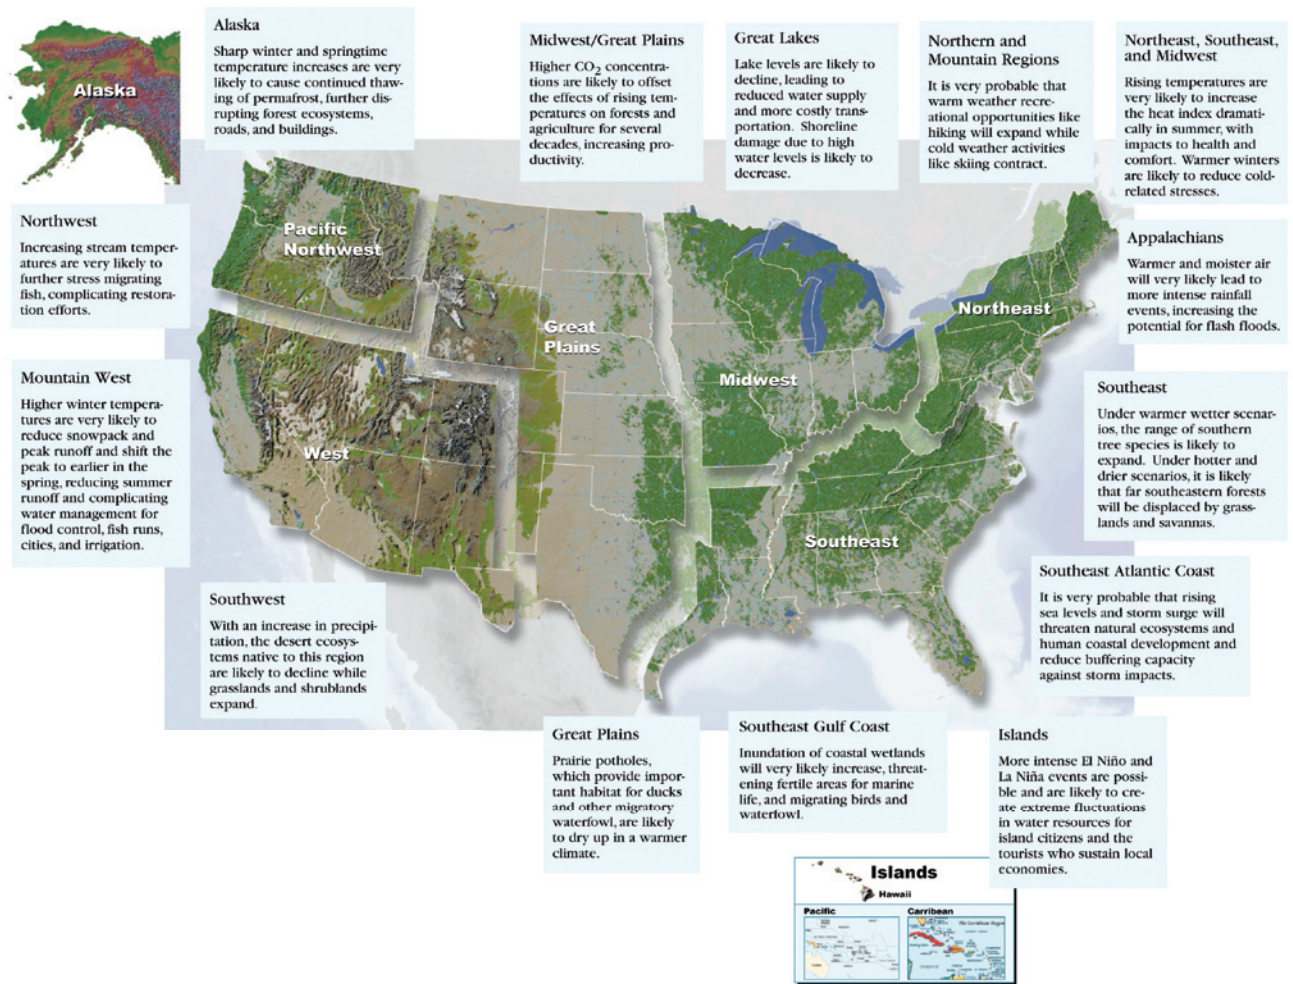 Alaska
Alaska
Sharp winter and springtime
temperature increases are very
likely to cause continued thaw-
ing of permafrost, further dis-
rupting forest ecosystems,
roads, and buildings.
Midwest/Great Plains
Higher CO2 concentra-
tions are likely to offset
the effects of rising tem-
peratures on forests and
agriculture for several
decades, increasing pro-
ductivity.
Great Lakes
Lake levels are likely to
decline, leading to
reduced water supply
and more costly trans-
portation. Shoreline
damage due to high
water levels is likely to
decrease.
Northern and
Mountain Regions
It is very probable that
warm weather recre-
ational opportunities like
hiking will expand while
cold weather activities
like skiing contract.
Northeast, Southeast,
and Midwest
Rising temperatures are
very likely to increase
the heat index dramati-
cally in summer, with
impacts to health and
comfort. Warmer winters
are likely to reduce cold-
related stresses.
Northwest
Increasing stream temper-
atures are very likely to
further stress migrating
fish, complicating restora-
tion efforts.
Appalachians
Warmer and moister air
will very likely lead to
more intense rainfall
events, increasing the
potential for flash floods.
Mountain West
Higher winter tempera-
tures are very likely to
reduce snowpack and
peak runoff and shift the
peak to earlier in the
spring, reducing summer
runoff and complicating
water management for
flood control, fish runs,
cities, and irrigation.
Pacific
Northwest
Great
Plains
Midwest
Northeast
West
Southeast
Southeast
Under warmer wetter scenar-
ios, the range of southern
tree species is likely to
expand. Under hotter and
drier scenarios, it is likely
that far southeastern forests
will be displaced by grass-
lands and savannas.
Southeast Atlantic Coast
It is very probable that rising
sea levels and storm surge will
threaten natural ecosystems and
human coastal development and
reduce buffering capacity
against storm impacts.
Southwest
With an increase in precipi-
tation, the desert ecosys-
tems native to this region
are likely to decline while
grasslands and shrublands
expand.
Great Plains
Prairie potholes,
which provide impor-
tant habitat for ducks
and other migratory
waterfowl, are likely
to dry up in a warmer
climate.
Southeast Gulf Coast
Inundation of coastal wetlands
will very likely increase, threat-
ening fertile areas for marine
life, and migrating birds and
waterfowl.
Islands
More intense El Niño and
La Niña events are possi-
ble and are likely to cre-
ate extreme fluctuations
in water resources for
island citizens and the
tourists who sustain local
economies.
Islands
Hawaii
Pacific
Carribean
The Caribbean Region